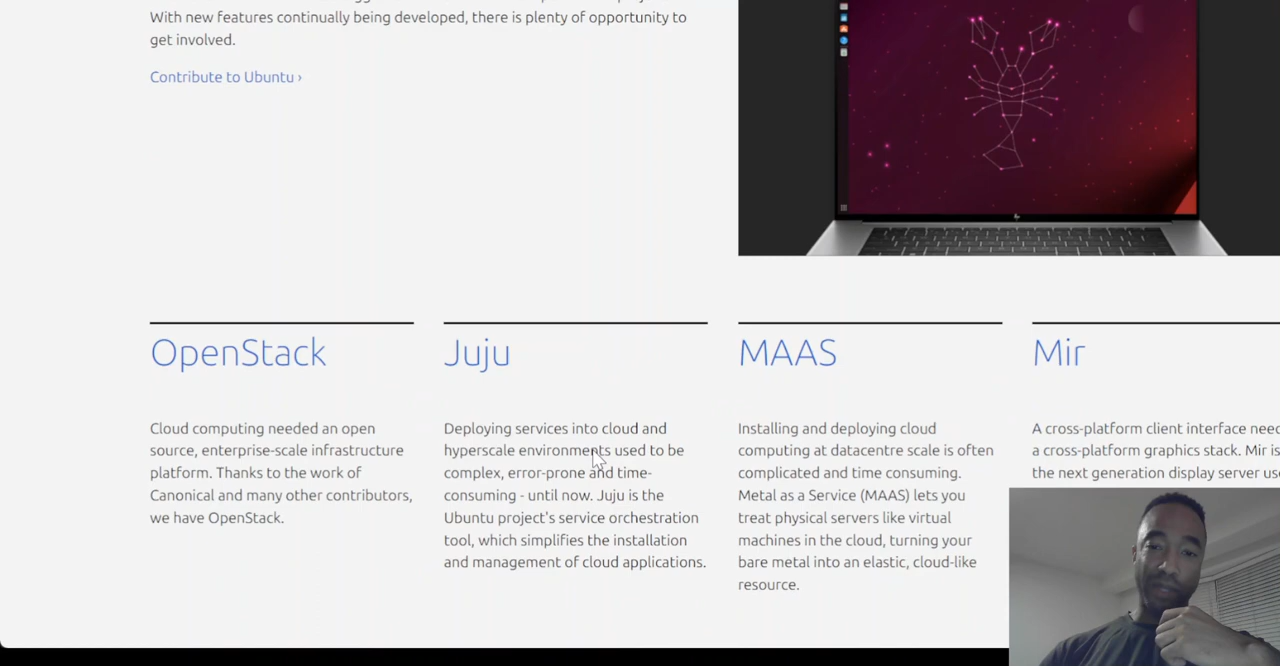 With new features continually being developed, there is plenty of opportunity to
get involved.
Contribute to Ubuntu ›
OpenStack
Cloud computing needed an open
source, enterprise-scale infrastructure
platform. Thanks to the work of
Canonical and many other contributors,
we have OpenStack.
Juju
Deploying services into cloud and
hyperscale environments used to be
complex, error-prone and time-
consuming - until now. Juju is the
Ubuntu project's service orchestration
tool, which simplifies the installation
and management of cloud applications.
MAAS
Installing and deploying cloud
computing at datacentre scale is often
complicated and time consuming.
Metal as a Service (MAAS) lets you
treat physical servers like virtual
machines in the cloud, turning your
bare metal into an elastic, cloud-like
resource.
Mir
A cross-platform client interface
a cross-platform graphics stack. Mir is
the next generation display server